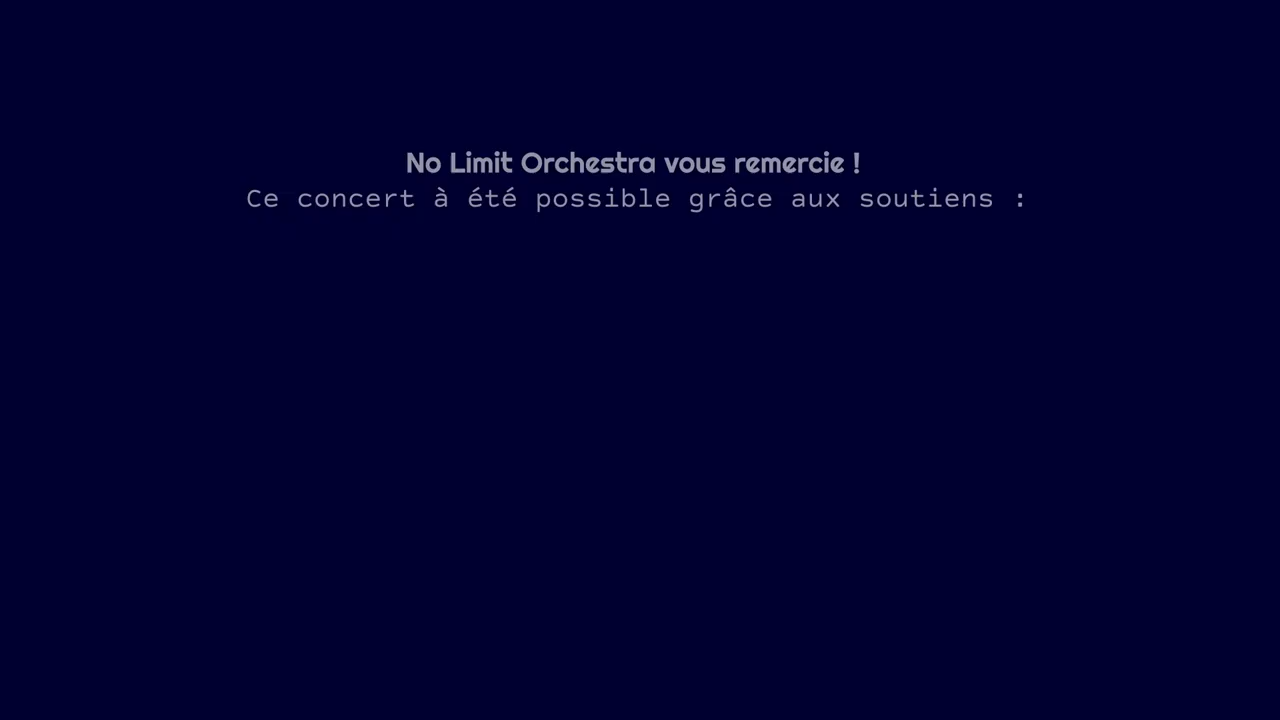 No Limit Orchestra vous remercie !
Ce concert à été possible grâce aux soutiens :